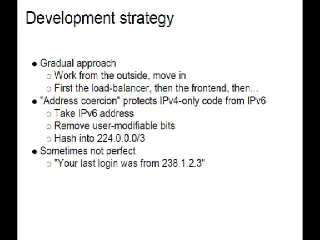 Development strategy
Gradual approach
Work from the outside, move in
First the load-balancer, then the frontend, then...
"Address coercion" protects IPv4-only code from IPv6
Take IPv6 address
Remove user-modifiable bits
Hash into 224.0.0.0/3
Sometimes not perfect
"Your last login was from 238.1.2.3"